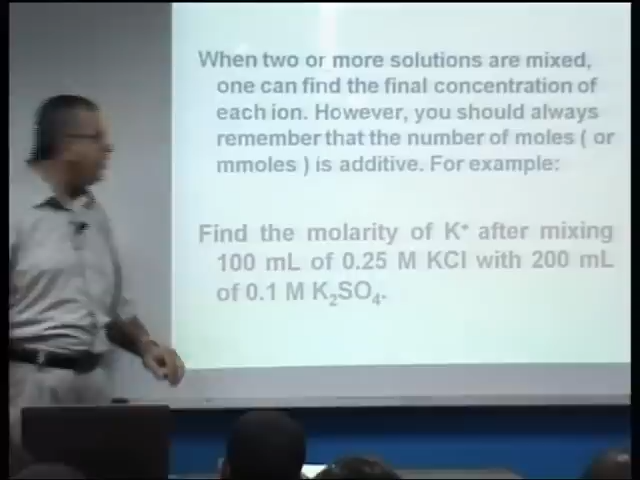 When two or more solutions are mixed,
one can find the final concentration of
each ion. However, you should always
remember that the number of moles ( or
mmoles ) is additive. For example:
Find the molarity of K⁺ after mixing
100 mL of 0.25 M KCl with 200 mL
of 0.1 M K₂SO₄.